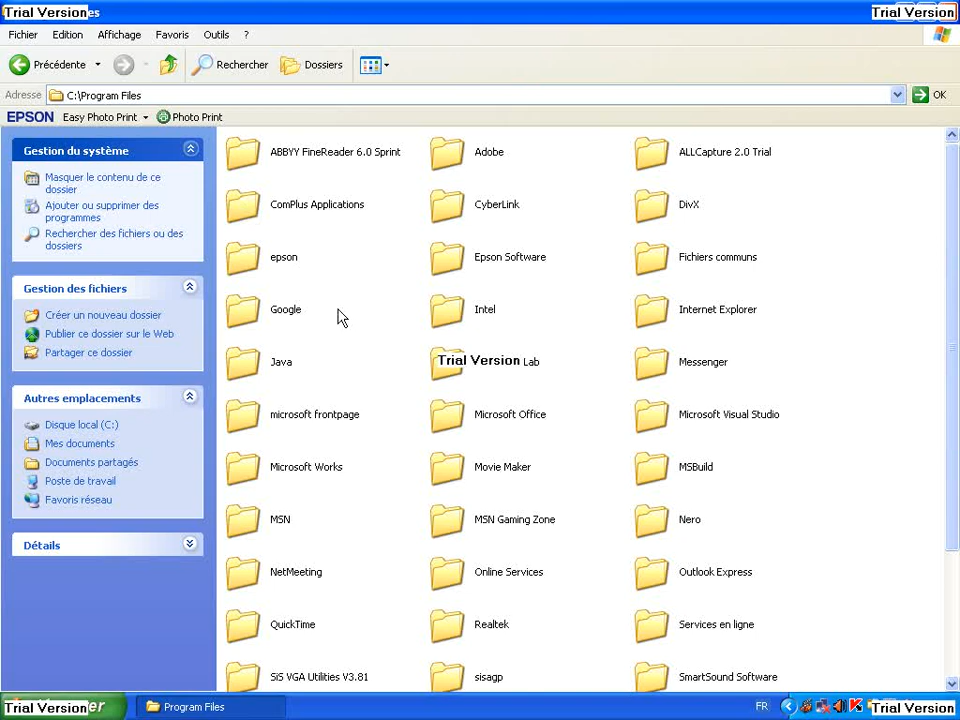 Trial Version es Trial Version
Fichier Edition Affichage Favoris Outils ?
Précédente Rechercher Dossiers
Adresse C:\Program Files OK
EPSON Easy Photo Print Photo Print
Gestion du système
Masquer le contenu de ce
dossier
Ajouter ou supprimer des
programmes
Rechercher des fichiers ou des
dossiers
Gestion des fichiers
Créer un nouveau dossier
Publier ce dossier sur le Web
Partager ce dossier
Autres emplacements
Disque local (C:)
Mes documents
Documents partagés
Poste de travail
Favoris réseau
Détails
ABBYY FineReader 6.0 Sprint Adobe ALLCapture 2.0 Trial
ComPlus Applications CyberLink DivX
epson Epson Software Fichiers communs
Google Intel Internet Explorer
Java Trial Version Lab Messenger
microsoft frontpage Microsoft Office Microsoft Visual Studio
Microsoft Works Movie Maker MSBuild
MSN MSN Gaming Zone Nero
NetMeeting Online Services Outlook Express
QuickTime Realtek Services en ligne
SiS VGA Utilities V3.81 sisagp SmartSound Software
Trial Version Program Files FR Trial Version